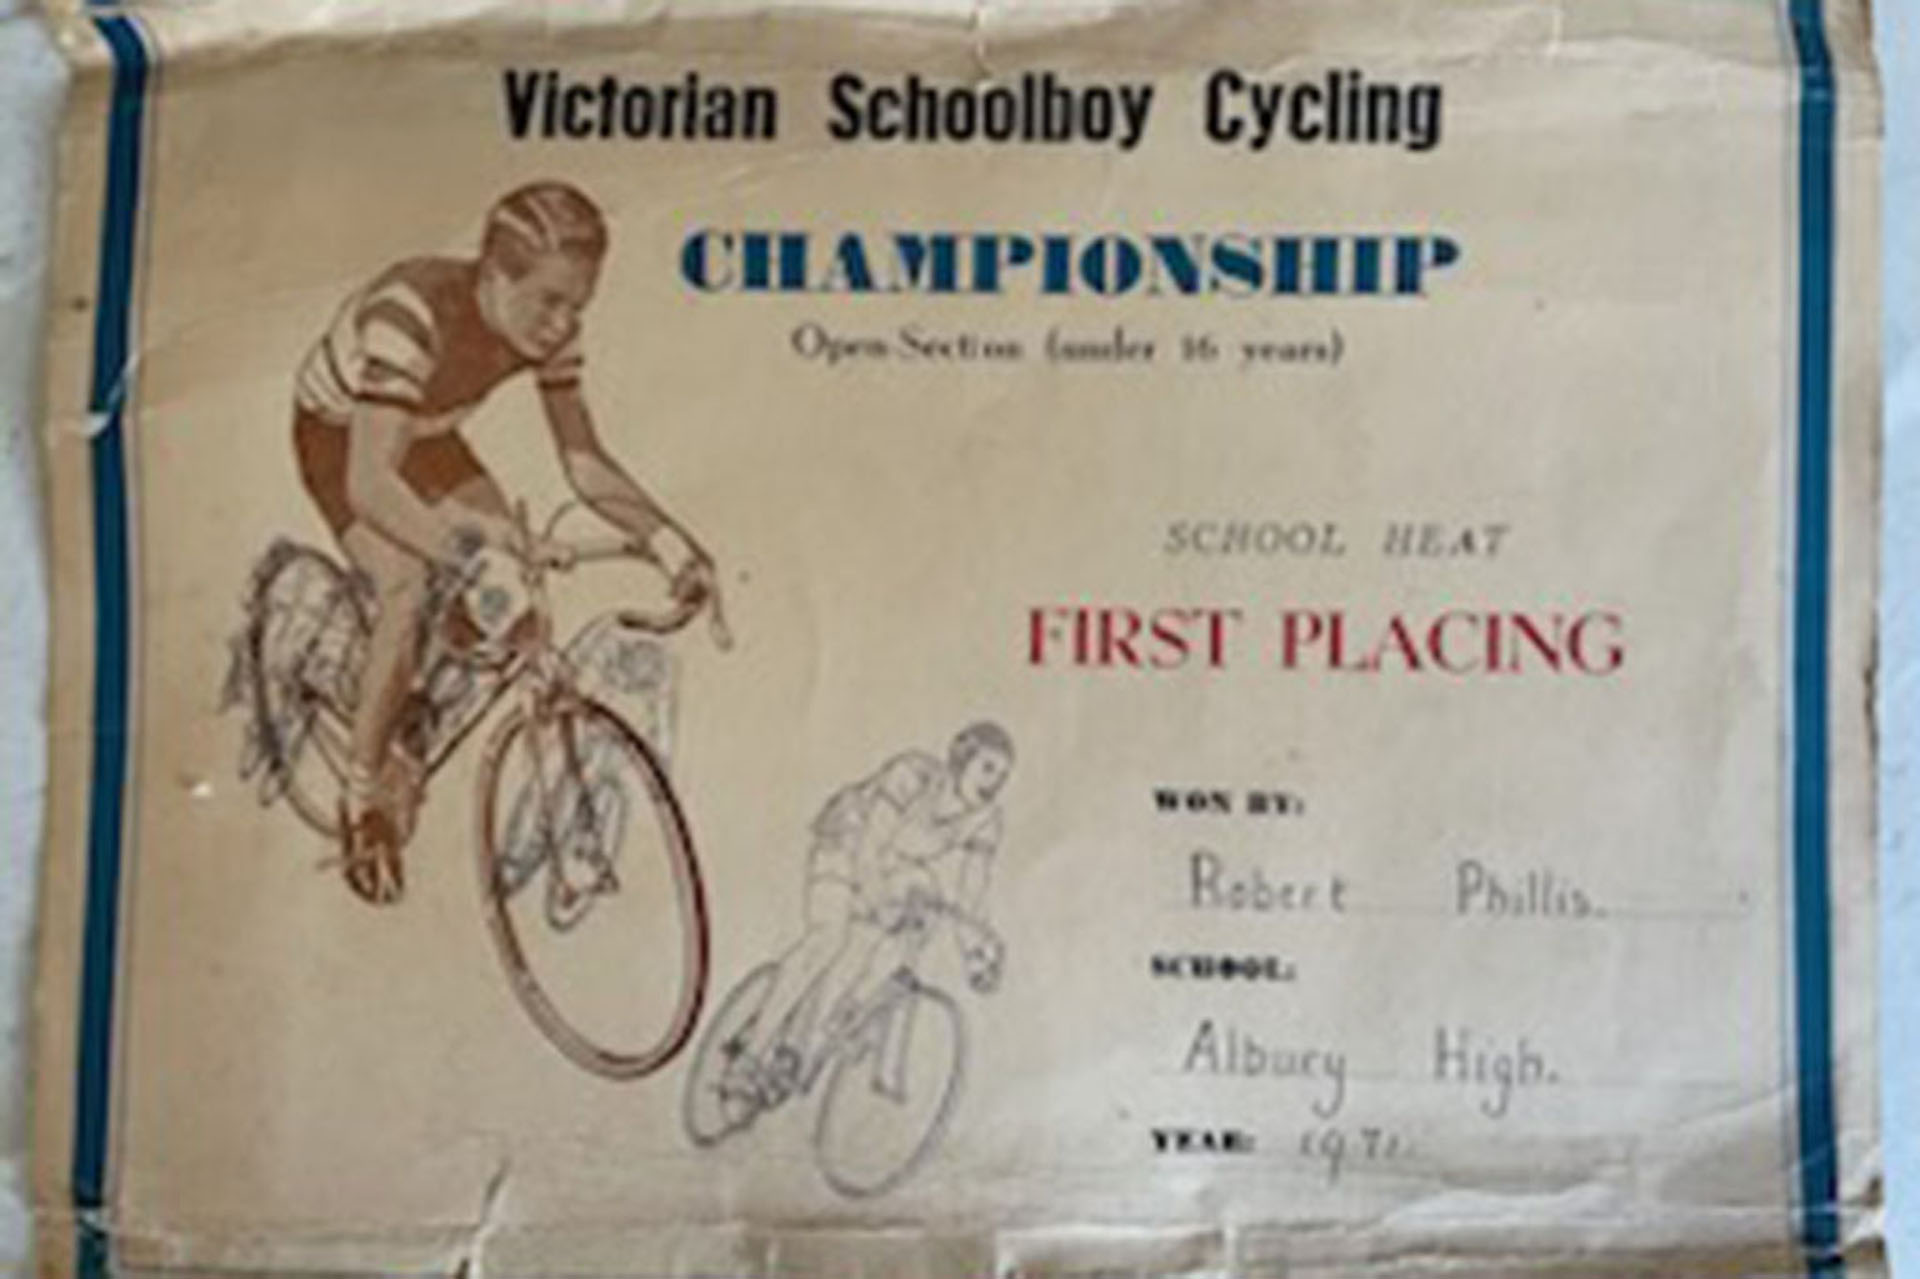 Victorian Schoolboy Cycling
CHAMPIONSHIP
Open-Section (under 16 years)
SCHOOL HEAT
FIRST PLACING
WON BY:
Robert Phillis.
SCHOOL:
Albury High.
YEAR: 1971.